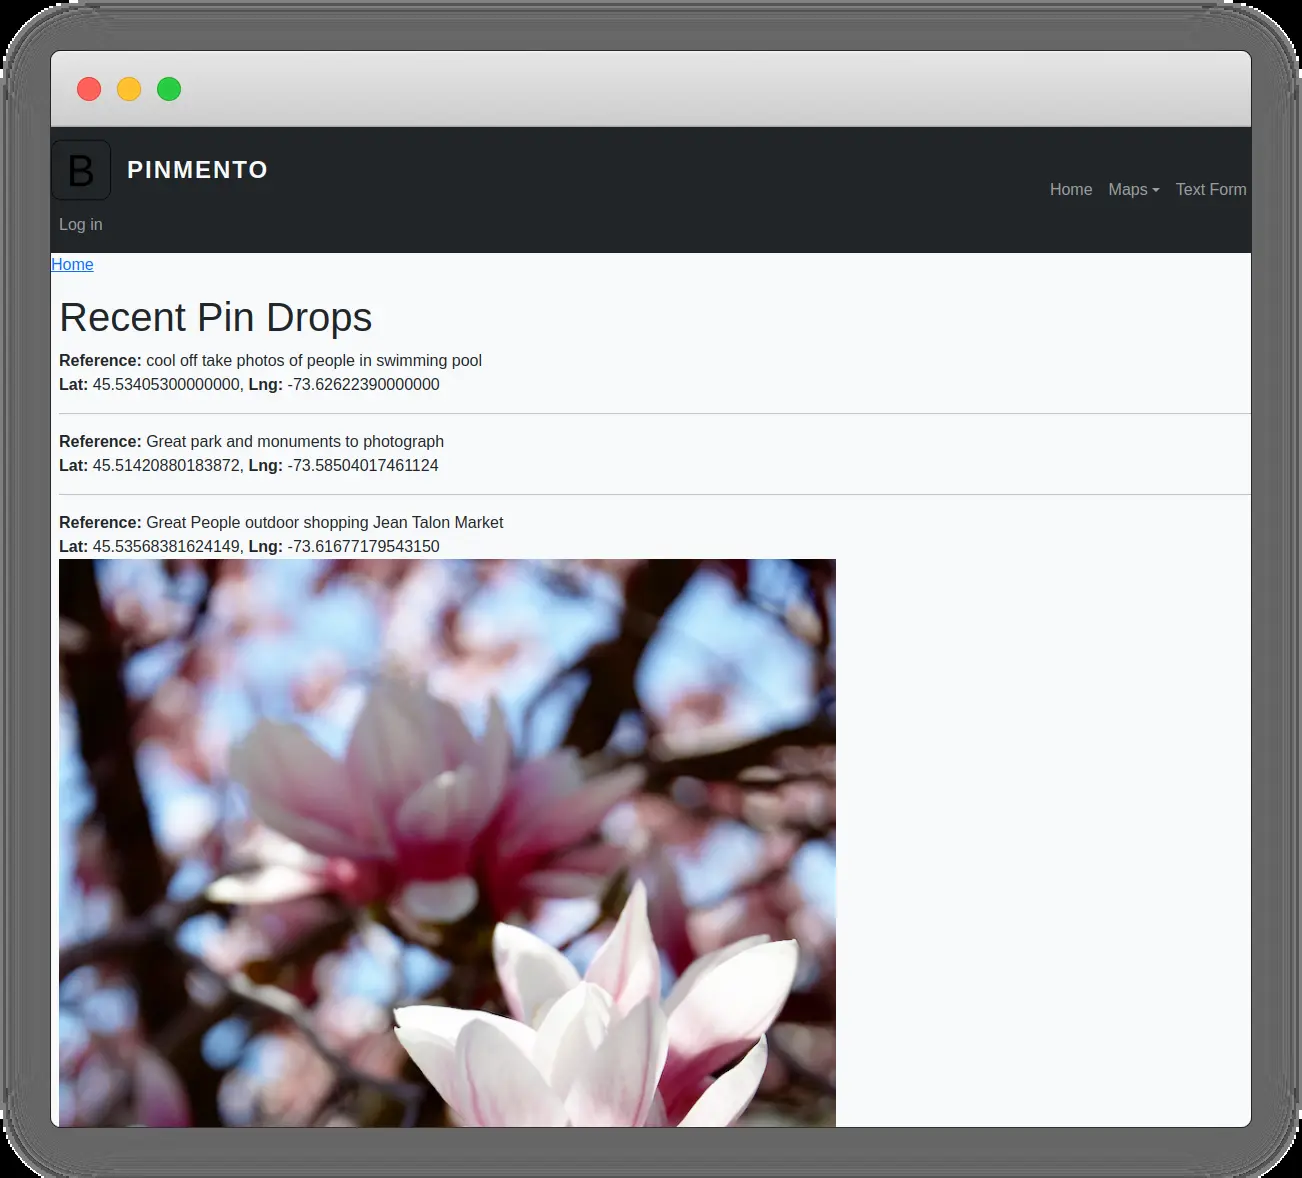 B PINMENTO
Home Maps Text Form
Log in
Home
Recent Pin Drops
Reference: cool off take photos of people in swimming pool
Lat: 45.53405300000000, Lng: -73.62622390000000
Reference: Great park and monuments to photograph
Lat: 45.51420880183872, Lng: -73.58504017461124
Reference: Great People outdoor shopping Jean Talon Market
Lat: 45.53568381624149, Lng: -73.61677179543150